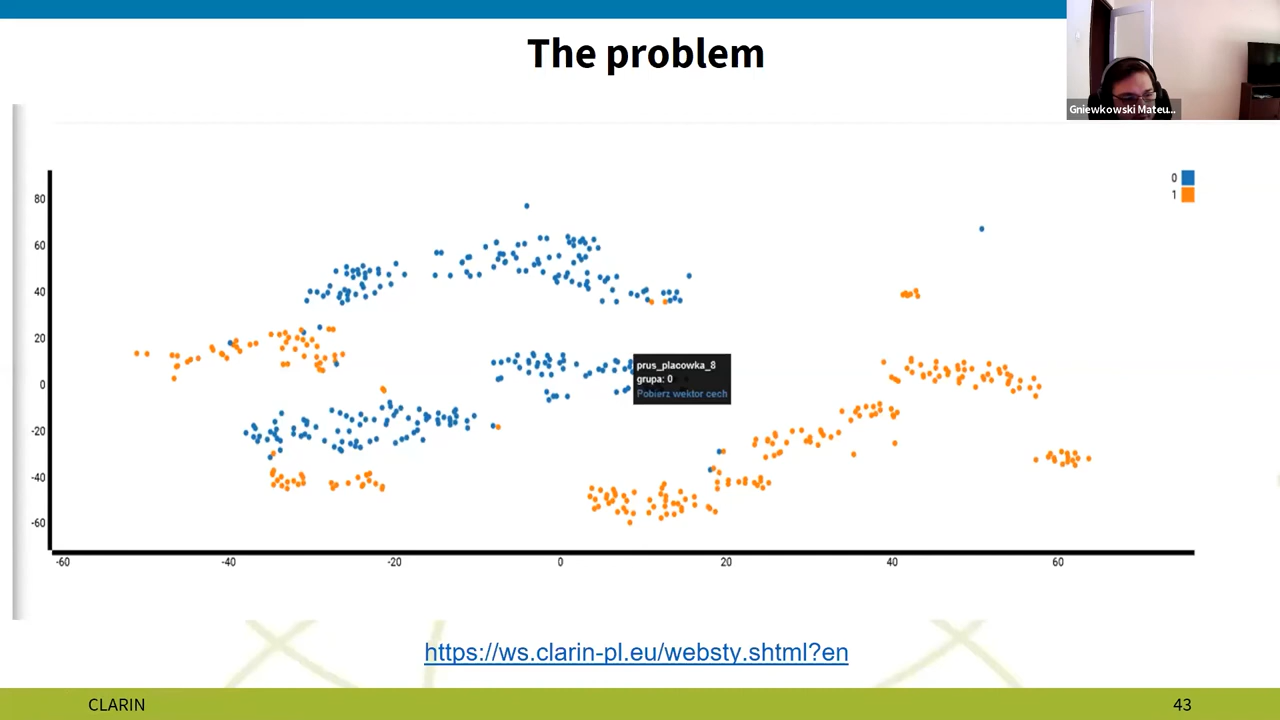 The problem
Gniewkowski Mateu...
0
1
80
60
40
20
0
-20
-40
-60
prus_placowka_8
grupa: 0
Pobierz wektor cech
-60
-40
-20
0
20
40
60
https://ws.clarin-pl.eu/websty.shtml?en
CLARIN
43